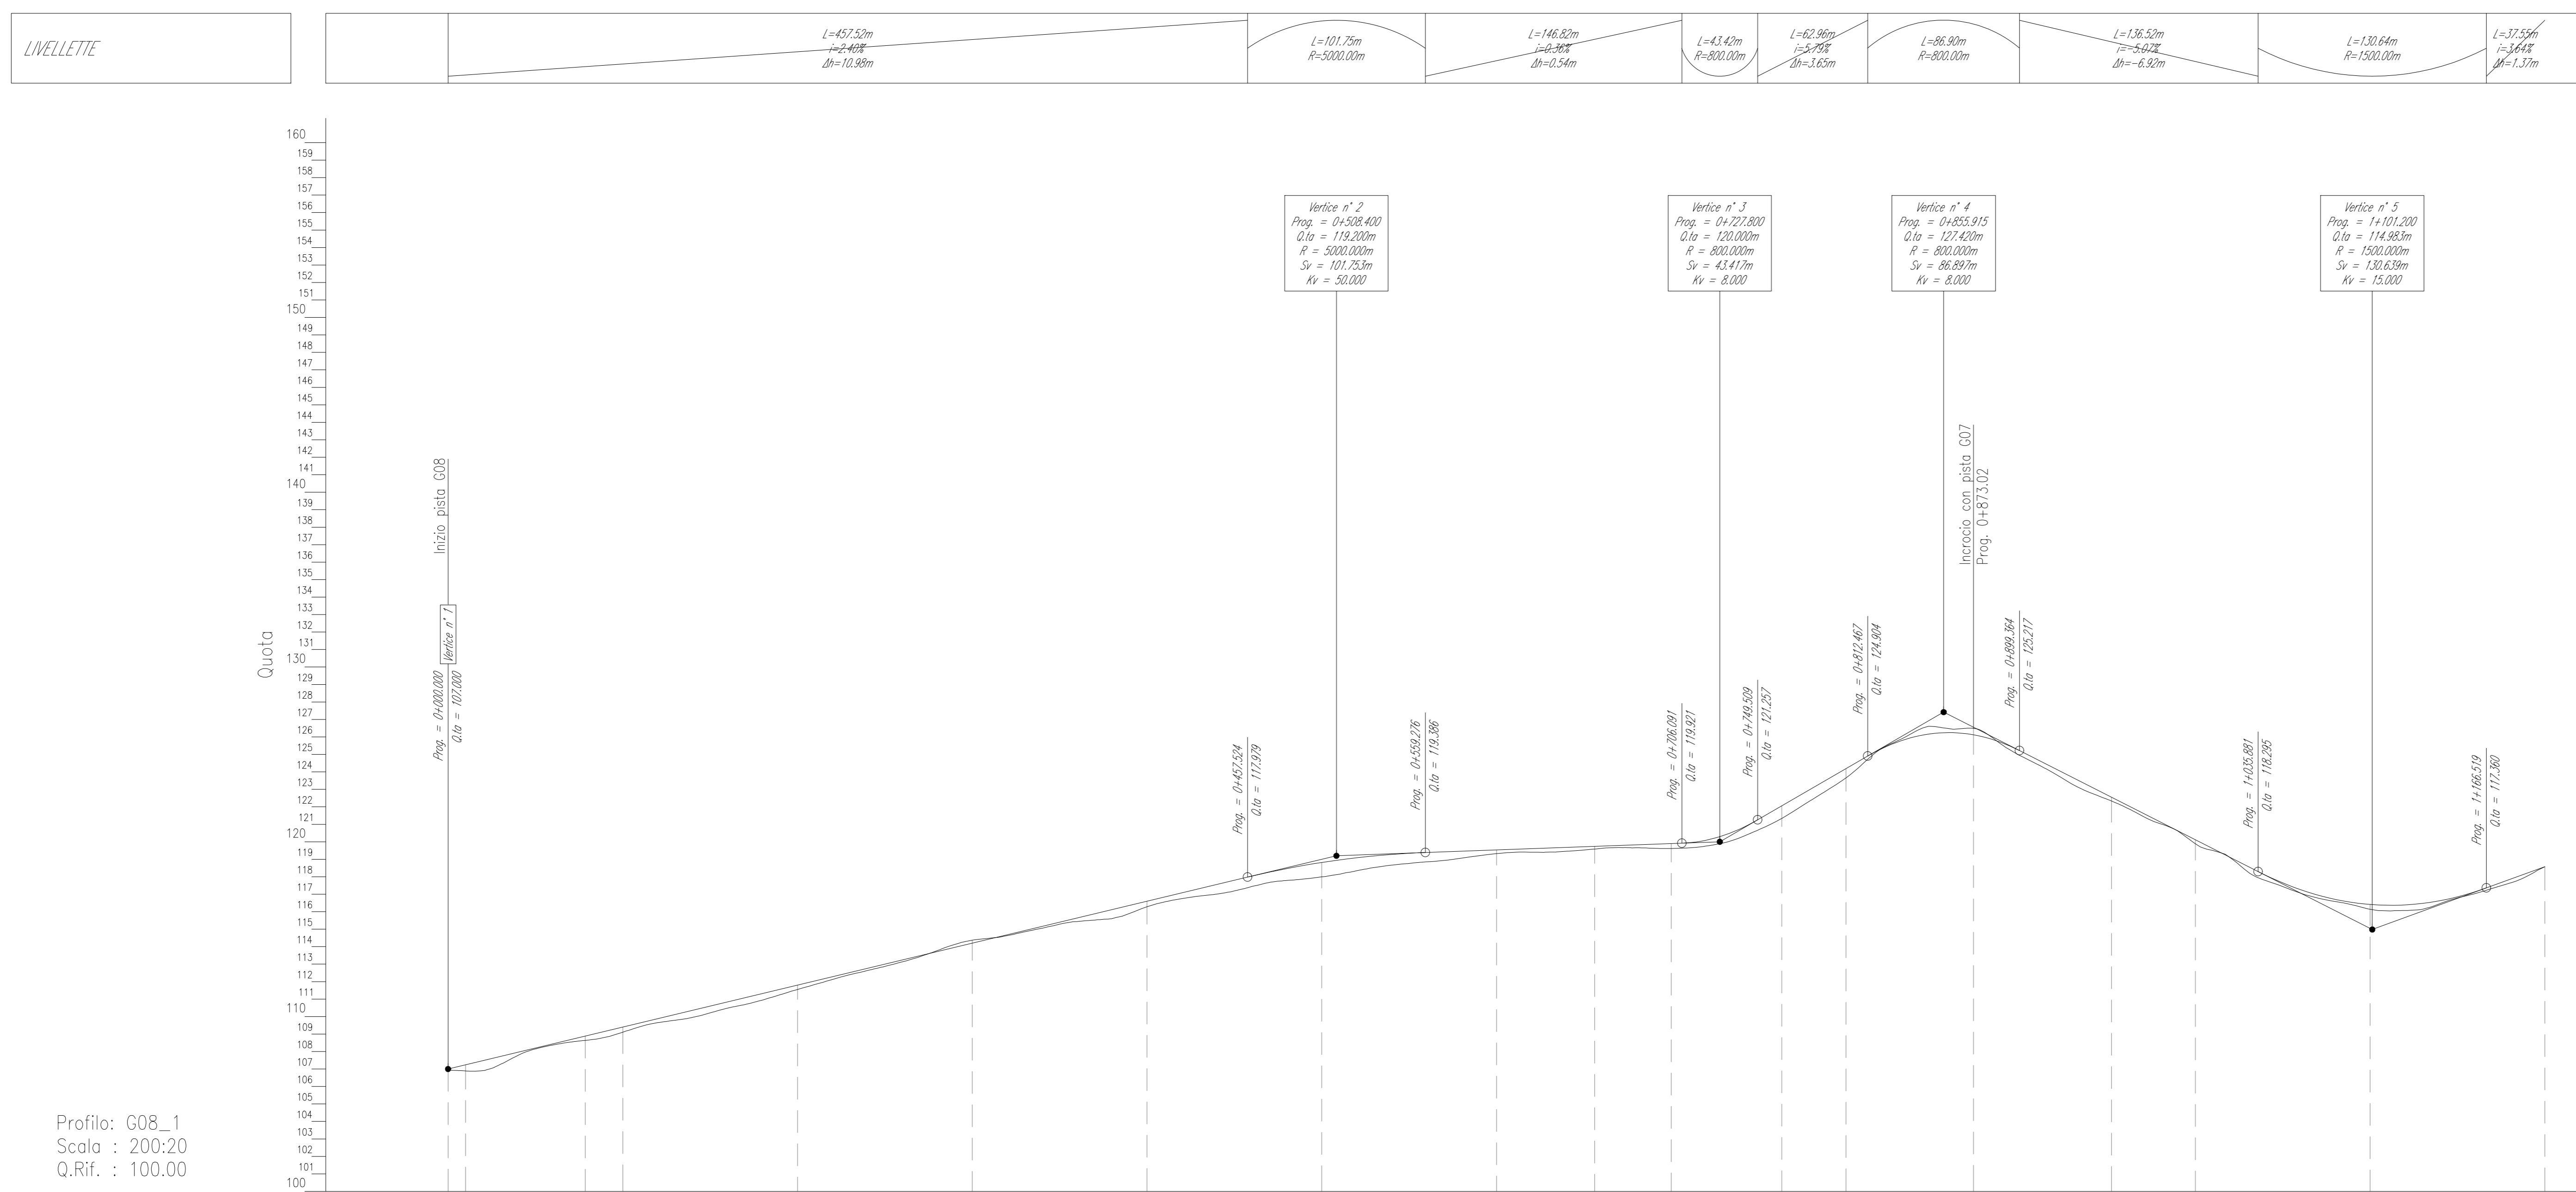 LIVELLETTE
L=457.52m
i=2.40%
Δh=10.98m
L=101.75m
R=5000.00m
L=146.82m
i=0.36%
Δh=0.54m
L=43.42m
R=800.00m
L=62.96m
i=5.79%
Δh=3.65m
L=86.90m
R=800.00m
L=136.52m
i=-5.07%
Δh=-6.92m
L=130.64m
R=1500.00m
L=37.55m
i=3.64%
Δh=1.37m
Quota
160
159
158
157
156
155
154
153
152
151
150
149
148
147
146
145
144
143
142
141
140
139
138
137
136
135
134
133
132
131
130
129
128
127
126
125
124
123
122
121
120
119
118
117
116
115
114
113
112
111
110
109
108
107
106
105
104
103
102
101
100
Inizio pista G08
Vertice n° 1
Prog. = 0+000.000
Q.ta = 107.000
Prog. = 0+457.524
Q.ta = 117.979
Vertice n° 2
Prog. = 0+508.400
Q.ta = 119.200m
R = 5000.000m
Sv = 101.753m
Kv = 50.000
Prog. = 0+559.276
Q.ta = 119.386
Prog. = 0+706.091
Q.ta = 119.921
Vertice n° 3
Prog. = 0+727.800
Q.ta = 120.000m
R = 800.000m
Sv = 43.417m
Kv = 8.000
Prog. = 0+749.509
Q.ta = 121.257
Prog. = 0+812.467
Q.ta = 124.904
Vertice n° 4
Prog. = 0+855.915
Q.ta = 127.420m
R = 800.000m
Sv = 86.897m
Kv = 8.000
Incrocio con pista G07
Prog. 0+873.02
Prog. = 0+899.364
Q.ta = 125.217
Prog. = 1+035.881
Q.ta = 118.295
Vertice n° 5
Prog. = 1+101.200
Q.ta = 114.983m
R = 1500.000m
Sv = 130.639m
Kv = 15.000
Prog. = 1+166.519
Q.ta = 117.360
Profilo: G08_1
Scala : 200:20
Q.Rif. : 100.00